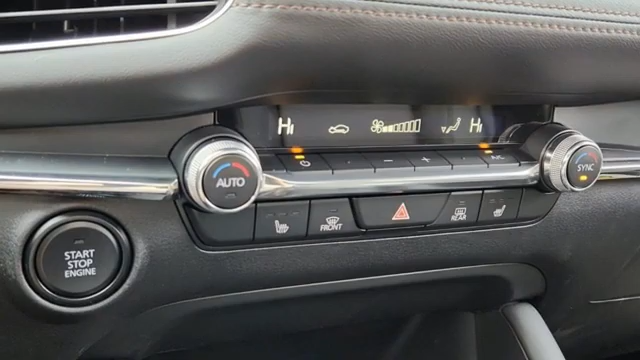 HI HI
- + A/C
AUTO
SYNC
FRONT
REAR
START
STOP
ENGINE